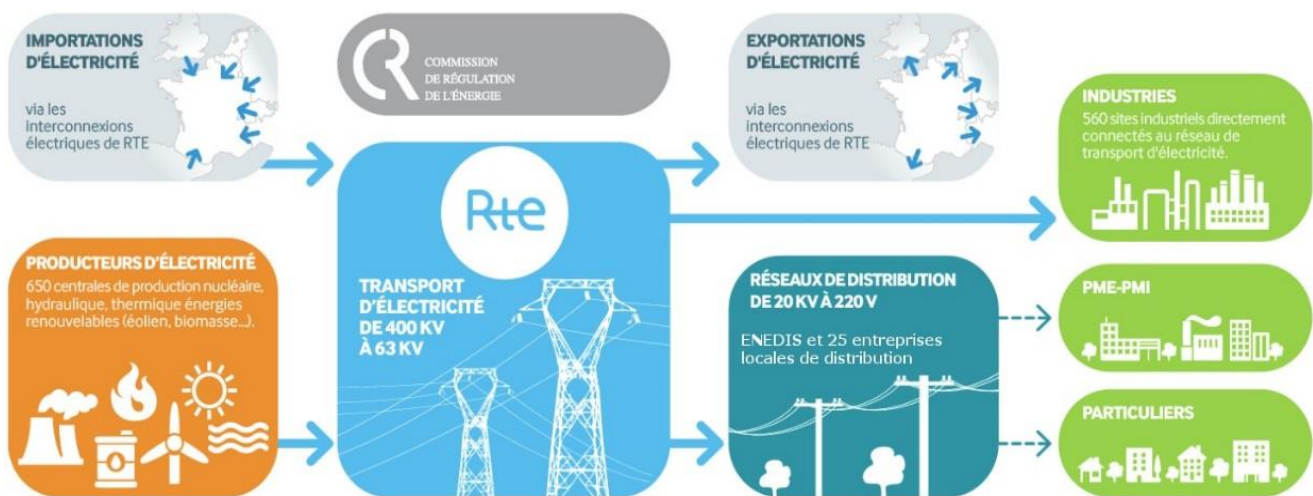 IMPORTATIONS
D'ÉLECTRICITÉ
via les
interconnexions
électriques de RTE
CR
COMMISSION
DE RÉGULATION
DE L'ÉNERGIE
EXPORTATIONS
D'ÉLECTRICITÉ
via les
interconnexions
électriques de RTE
INDUSTRIES
560 sites industriels directement
connectés au réseau de
transport d'électricité.
PRODUCTEURS D'ÉLECTRICITÉ
650 centrales de production nucléaire,
hydraulique, thermique énergies
renouvelables (éolien, biomasse...).
Rte
TRANSPORT
D'ÉLECTRICITÉ
DE 400 KV
À 63 KV
RÉSEAUX DE DISTRIBUTION
DE 20 KV À 220 V
ENEDIS et 25 entreprises
locales de distribution
PME-PMI
PARTICULIERS